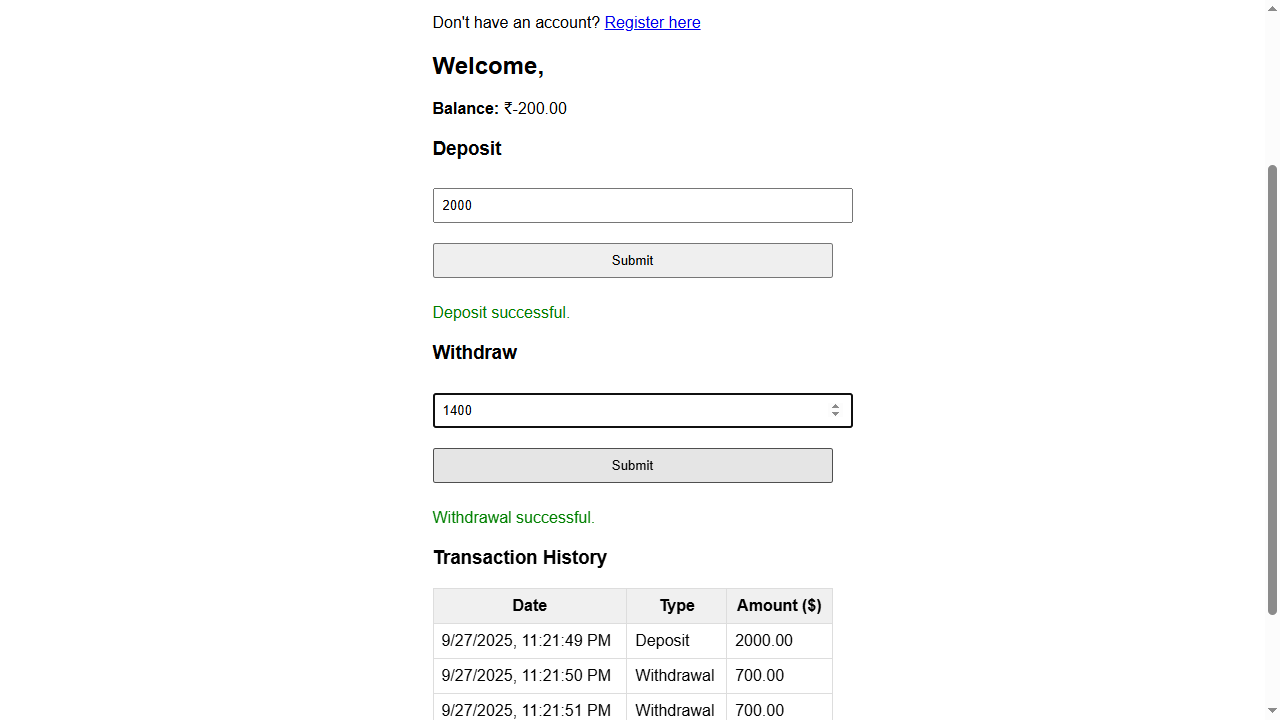 Don't have an account? Register here
Welcome,
Balance: ₹-200.00
Deposit
2000
Submit
Deposit successful.
Withdraw
1400
Submit
Withdrawal successful.
Transaction History
Date Type Amount ($)
9/27/2025, 11:21:49 PM Deposit 2000.00
9/27/2025, 11:21:50 PM Withdrawal 700.00
9/27/2025, 11:21:51 PM Withdrawal 700.00